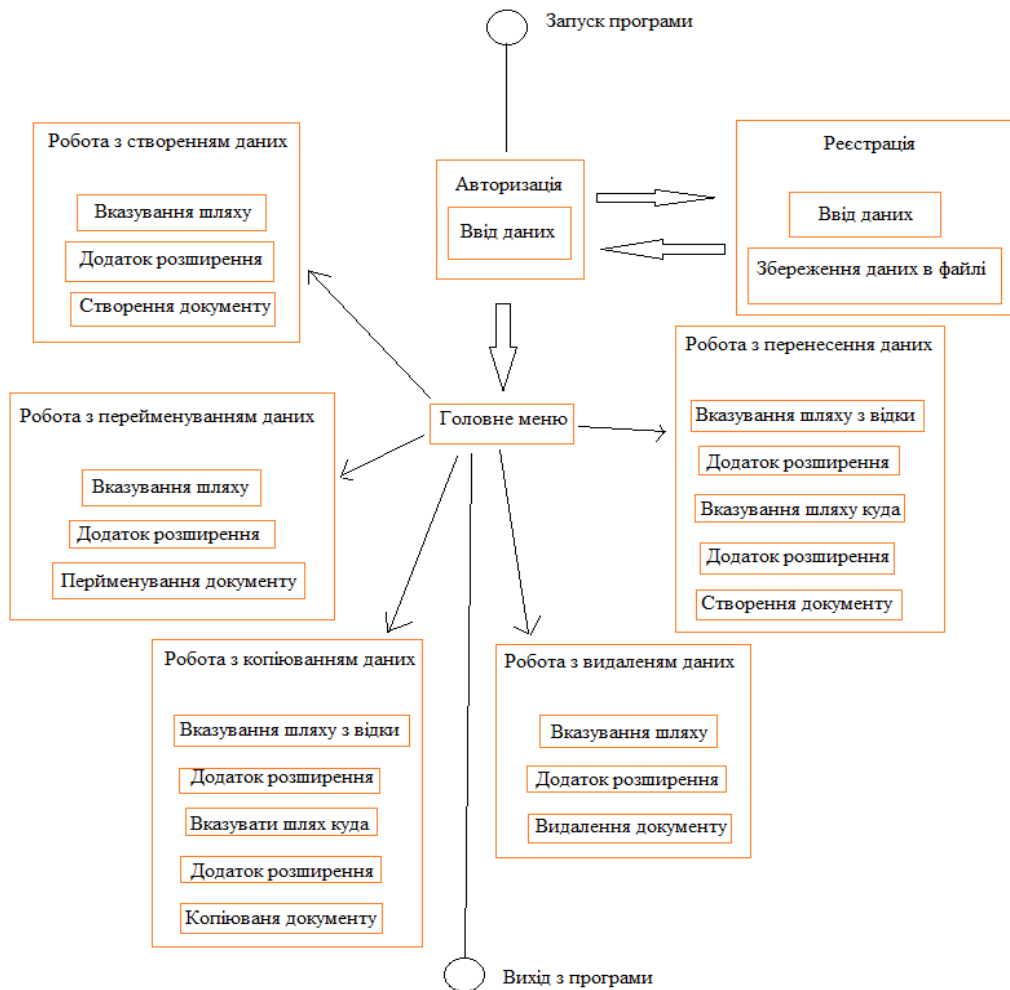 Запуск програми
Робота з створенням даних
Вказування шляху
Додаток розширення
Створення документу
Авторизація
Ввід даних
Реєстрація
Ввід даних
Збереження даних в файлі
Головне меню
Робота з перенесення даних
Вказування шляху з відки
Додаток розширення
Вказування шляху куда
Додаток розширення
Створення документу
Робота з перейменуванням даних
Вказування шляху
Додаток розширення
Перйменування документу
Робота з копіюванням даних
Вказування шляху з відки
Додаток розширення
Вказувати шлях куда
Додаток розширення
Копіюваня документу
Робота з видаленям даних
Вказування шляху
Додаток розширення
Видалення документу
Вихід з програми